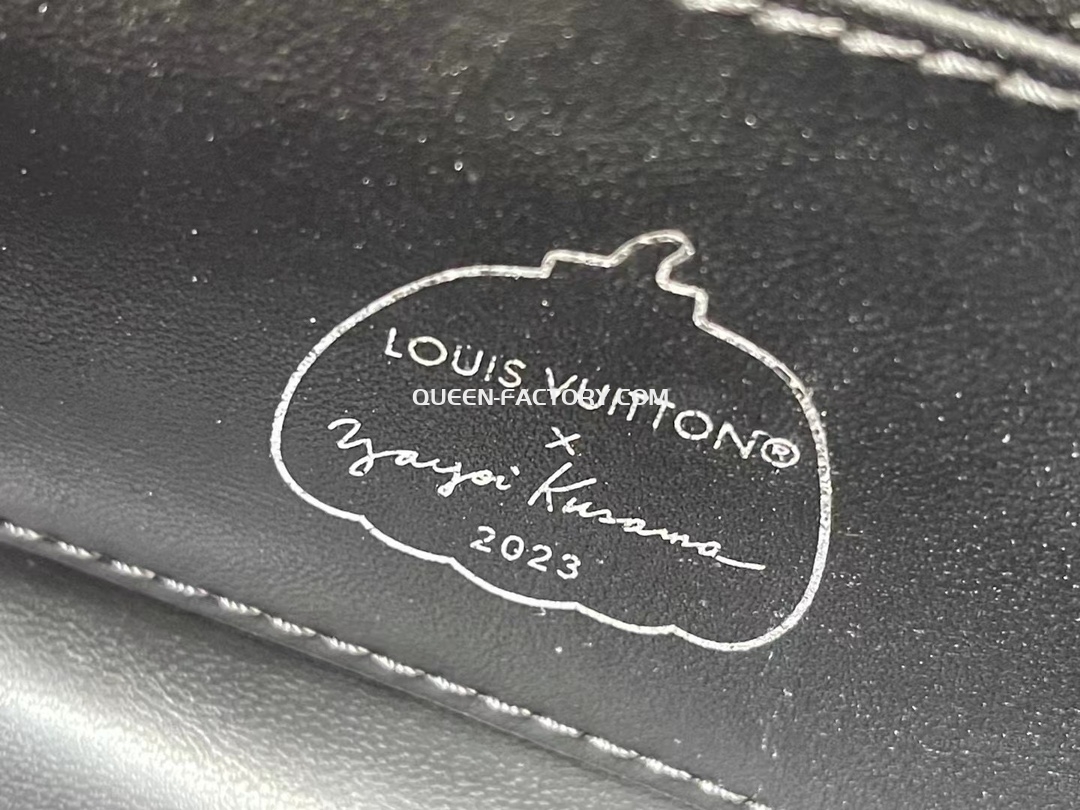 LOUIS VUITTON®
QUEEN-FACTORY.COM
x
Yayoi Kusama
2023